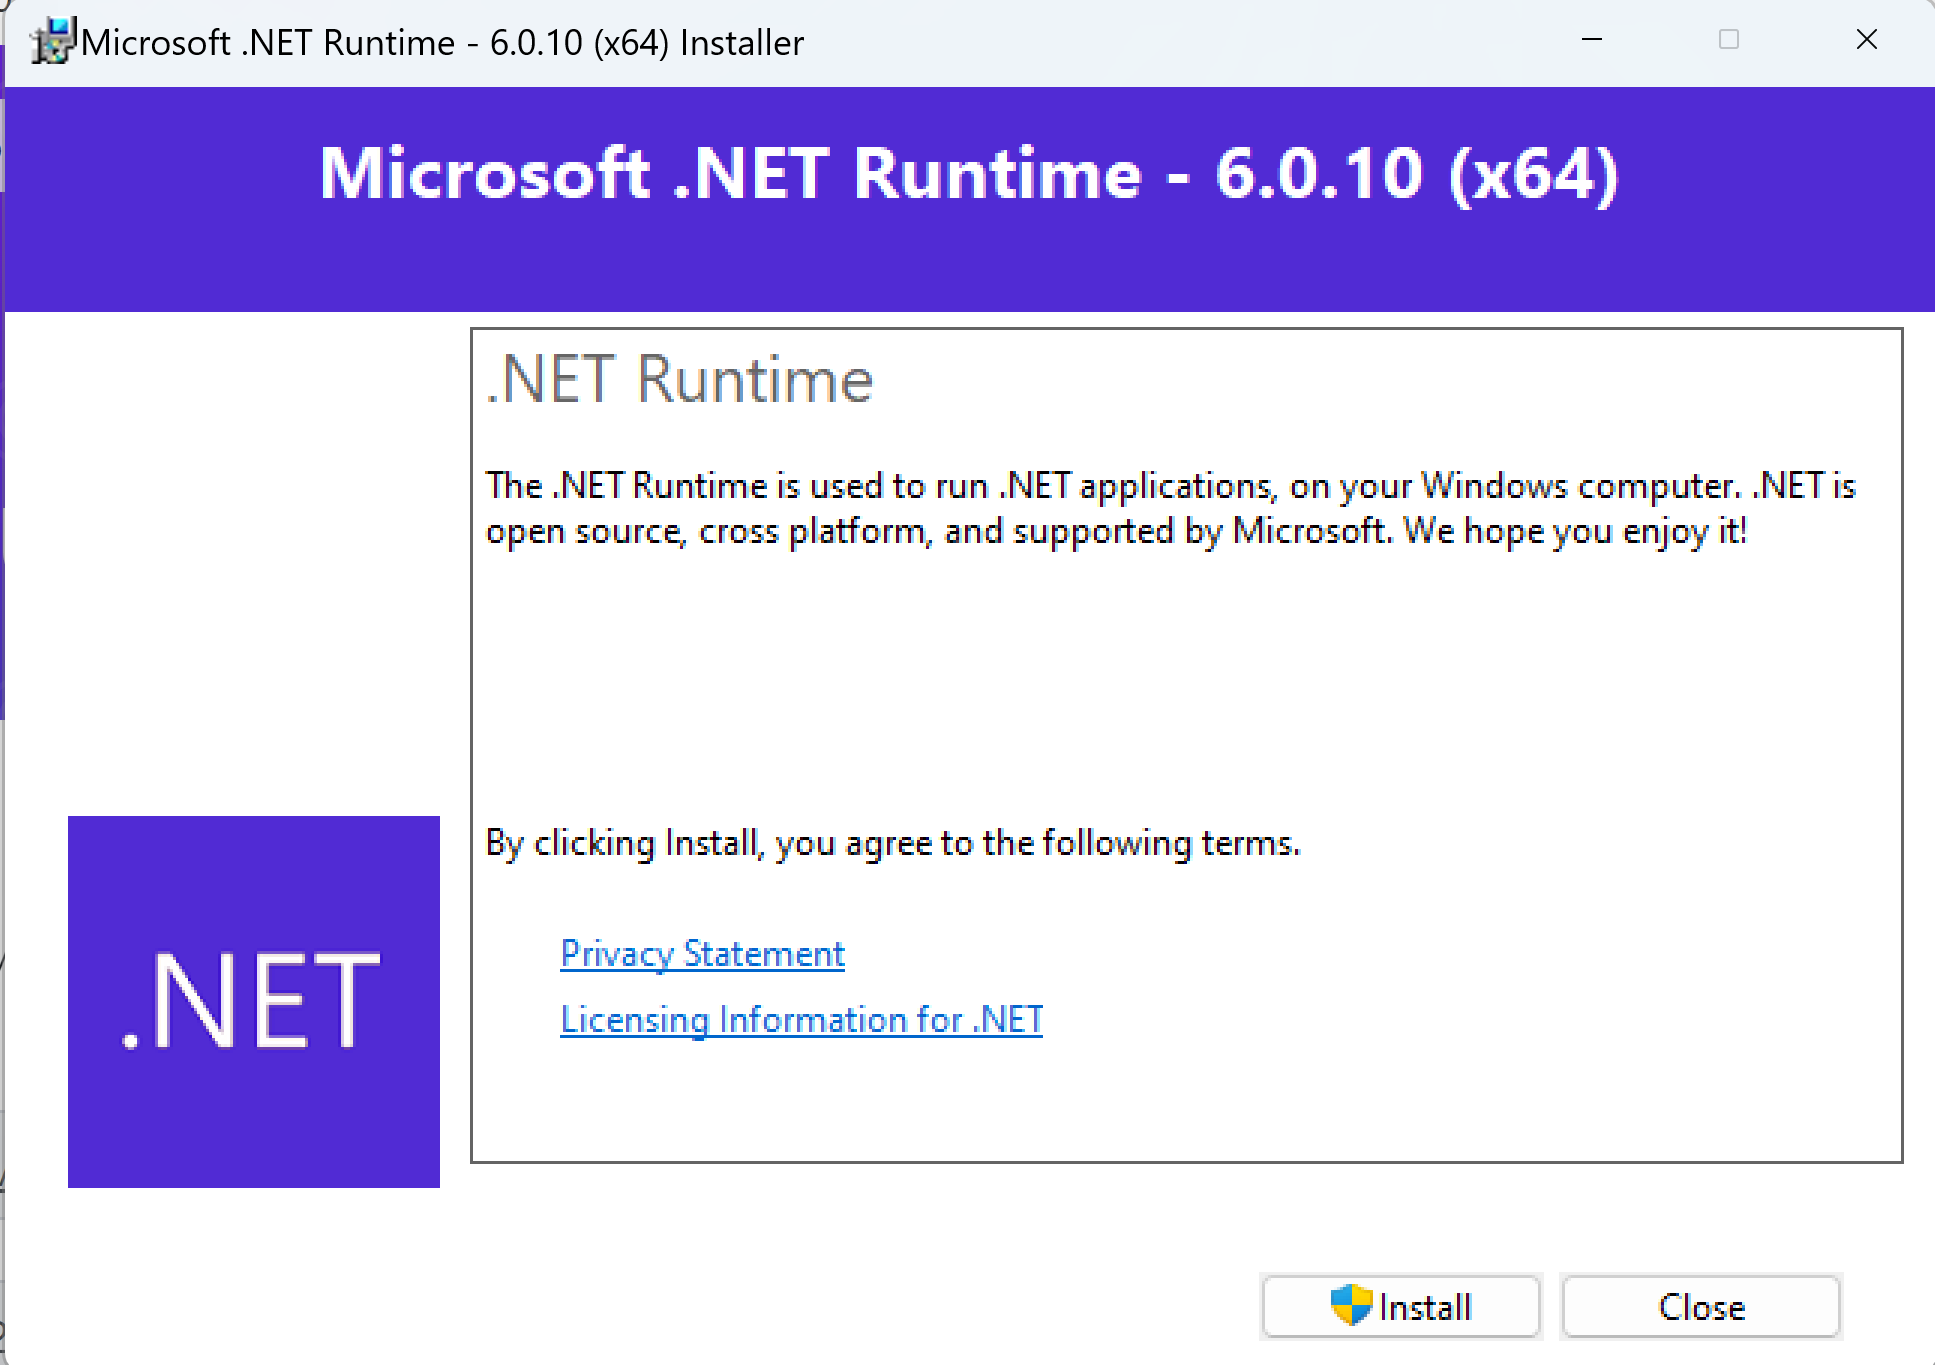 Microsoft .NET Runtime - 6.0.10 (x64) Installer
Microsoft .NET Runtime - 6.0.10 (x64)
.NET Runtime
The .NET Runtime is used to run .NET applications, on your Windows computer. .NET is
open source, cross platform, and supported by Microsoft. We hope you enjoy it!
By clicking Install, you agree to the following terms.
Privacy Statement
Licensing Information for .NET
.NET
Install
Close